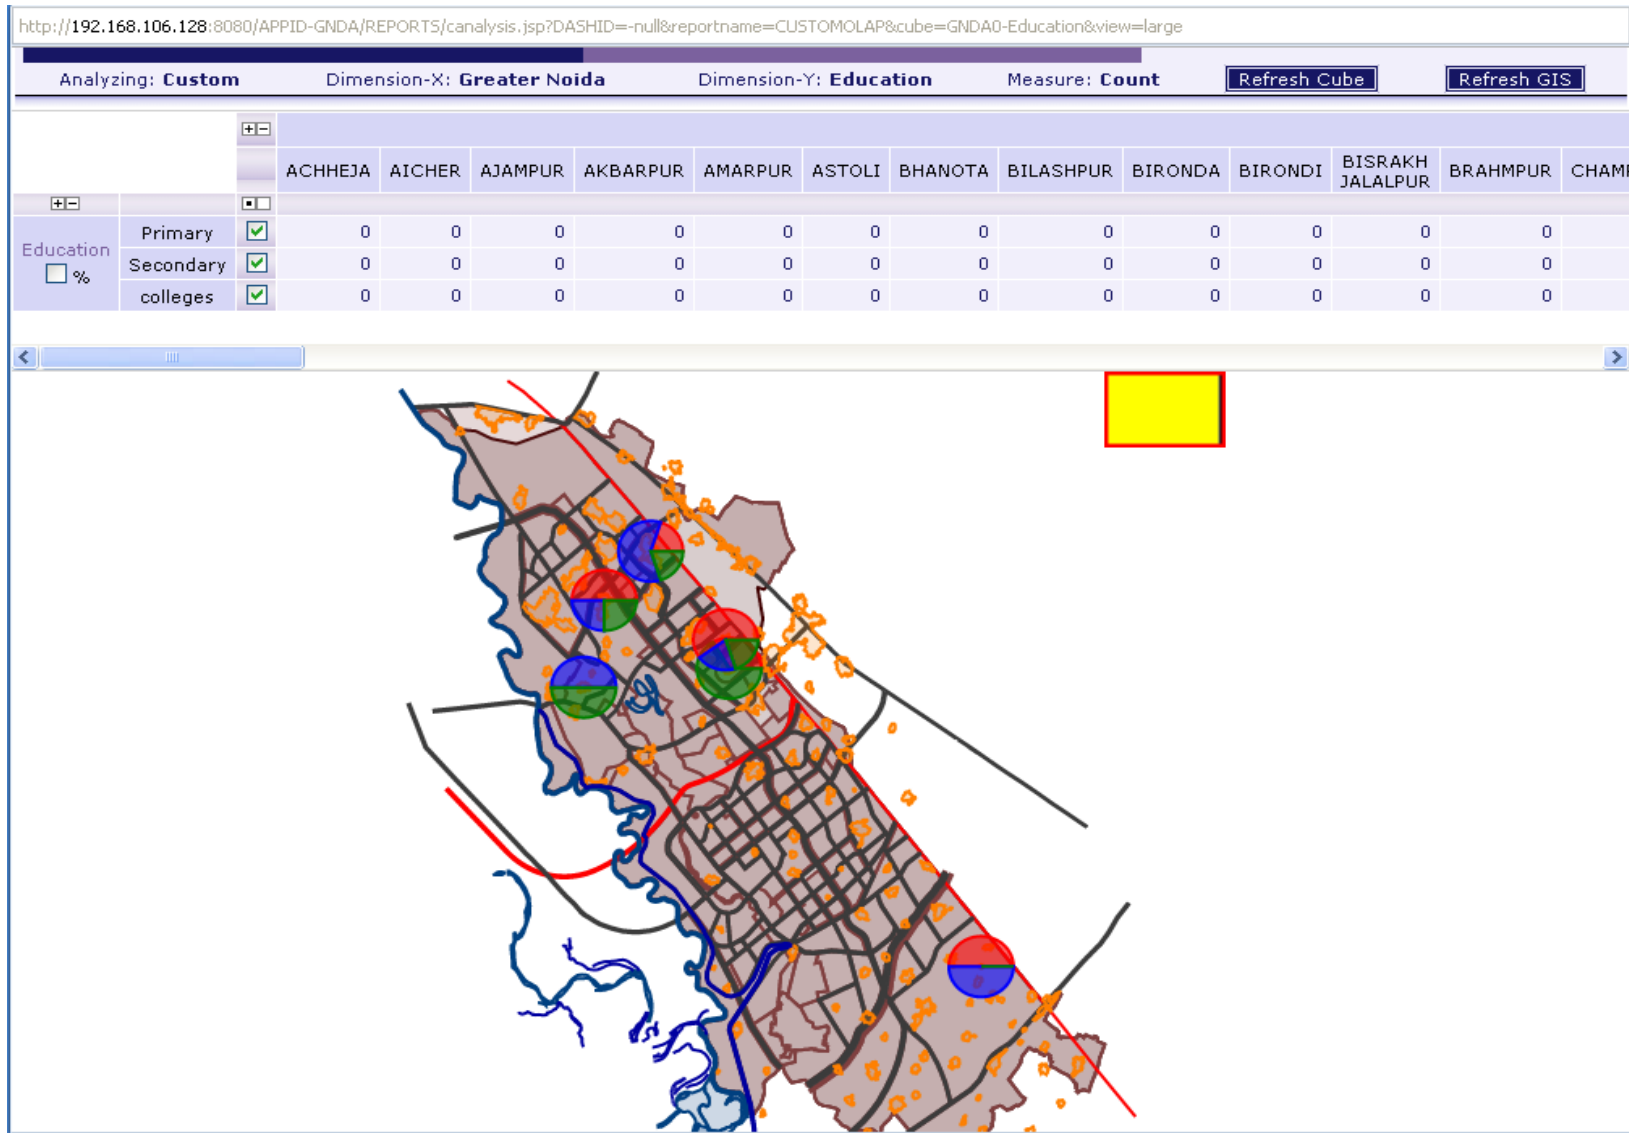 http://192.168.106.128:8080/APPID-GNDA/REPORTS/canalysis.jsp?DASHID=-null&reportname=CUSTOMOLAP&cube=GNDA0-Education&view=large
Analyzing: Custom Dimension-X: Greater Noida Dimension-Y: Education Measure: Count Refresh Cube Refresh GIS
ACHHEJA AICHER AJAMPUR AKBARPUR AMARPUR ASTOLI BHANOTA BILASHPUR BIRONDA BIRONDI BISRAKH JALALPUR BRAHMPUR CHAM
Primary 0 0 0 0 0 0 0 0 0 0 0 0
Education
%
Secondary 0 0 0 0 0 0 0 0 0 0 0 0
colleges 0 0 0 0 0 0 0 0 0 0 0 0